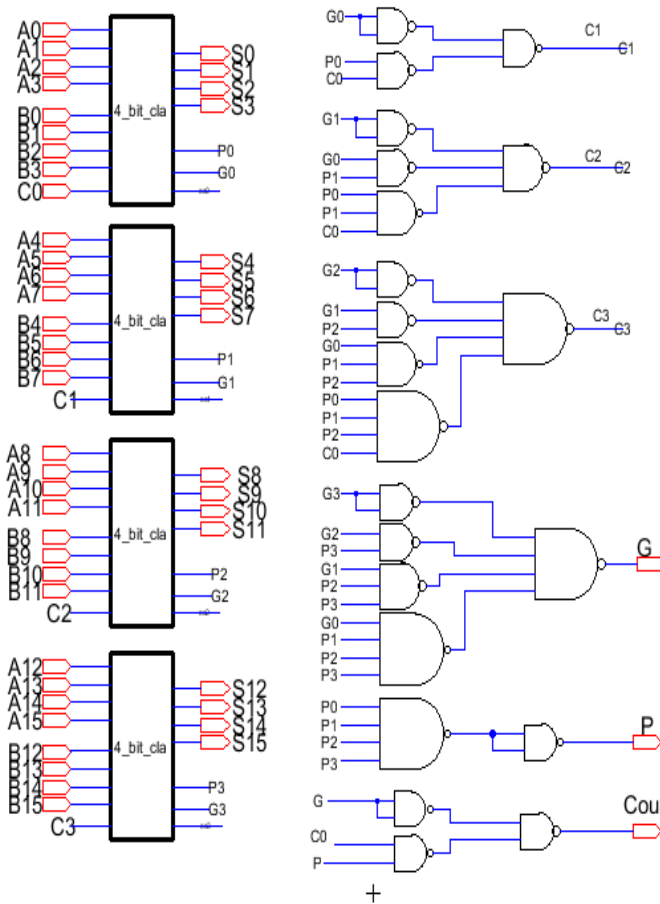 A0
A1
A2
A3
B0
B1
B2
B3
C0
4_bit_cla
S0
S1
S2
S3
P0
G0
A4
A5
A6
A7
B4
B5
B6
B7
C1
4_bit_cla
S4
S5
S6
S7
P1
G1
A8
A9
A10
A11
B8
B9
B10
B11
C2
4_bit_cla
S8
S9
S10
S11
P2
G2
A12
A13
A14
A15
B12
B13
B14
B15
C3
4_bit_cla
S12
S13
S14
S15
P3
G3
G0
P0
C0
C1
C1
G1
G0
P1
P0
P1
C0
C2
C2
G2
G1
P2
G0
P1
P2
P0
P1
P2
C0
C3
C3
G3
G2
P3
G1
P2
P3
G0
P1
P2
P3
G
P0
P1
P2
P3
P
G
C0
P
Cou